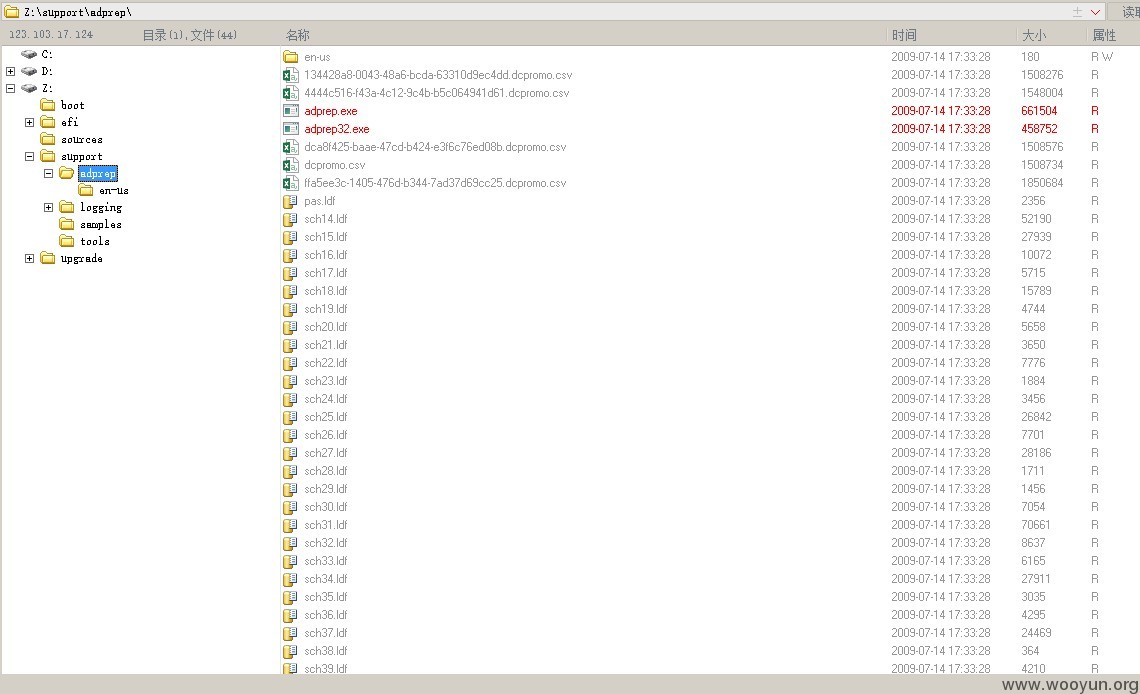 Z:\support\adprep\
读取
123.103.17.124 目录(1),文件(44) 名称 时间 大小 属性
C:
D:
Z:
boot
efi
sources
support
adprep
en-us
logging
samples
tools
upgrade
en-us 2009-07-14 17:33:28 180 R W
134428a8-0043-48a6-bcda-63310d9ec4dd.dcpromo.csv 2009-07-14 17:33:28 1508276 R
4444c516-f43a-4c12-9c4b-b5c064941d61.dcpromo.csv 2009-07-14 17:33:28 1548004 R
adprep.exe 2009-07-14 17:33:28 661504 R
adprep32.exe 2009-07-14 17:33:28 458752 R
dca8f425-baae-47cd-b424-e3f6c76ed08b.dcpromo.csv 2009-07-14 17:33:28 1508576 R
dcpromo.csv 2009-07-14 17:33:28 1508734 R
ffa5ee3c-1405-476d-b344-7ad37d69cc25.dcpromo.csv 2009-07-14 17:33:28 1850684 R
pas.ldf 2009-07-14 17:33:28 2356 R
sch14.ldf 2009-07-14 17:33:28 52190 R
sch15.ldf 2009-07-14 17:33:28 27939 R
sch16.ldf 2009-07-14 17:33:28 10072 R
sch17.ldf 2009-07-14 17:33:28 5715 R
sch18.ldf 2009-07-14 17:33:28 15789 R
sch19.ldf 2009-07-14 17:33:28 4744 R
sch20.ldf 2009-07-14 17:33:28 5658 R
sch21.ldf 2009-07-14 17:33:28 3650 R
sch22.ldf 2009-07-14 17:33:28 7776 R
sch23.ldf 2009-07-14 17:33:28 1884 R
sch24.ldf 2009-07-14 17:33:28 3456 R
sch25.ldf 2009-07-14 17:33:28 26842 R
sch26.ldf 2009-07-14 17:33:28 7701 R
sch27.ldf 2009-07-14 17:33:28 28186 R
sch28.ldf 2009-07-14 17:33:28 1711 R
sch29.ldf 2009-07-14 17:33:28 1456 R
sch30.ldf 2009-07-14 17:33:28 7054 R
sch31.ldf 2009-07-14 17:33:28 70661 R
sch32.ldf 2009-07-14 17:33:28 8637 R
sch33.ldf 2009-07-14 17:33:28 6165 R
sch34.ldf 2009-07-14 17:33:28 27911 R
sch35.ldf 2009-07-14 17:33:28 3035 R
sch36.ldf 2009-07-14 17:33:28 4295 R
sch37.ldf 2009-07-14 17:33:28 24469 R
sch38.ldf 2009-07-14 17:33:28 364 R
sch39.ldf 2009-07-14 17:33:28 4210 R
www.wooyun.org